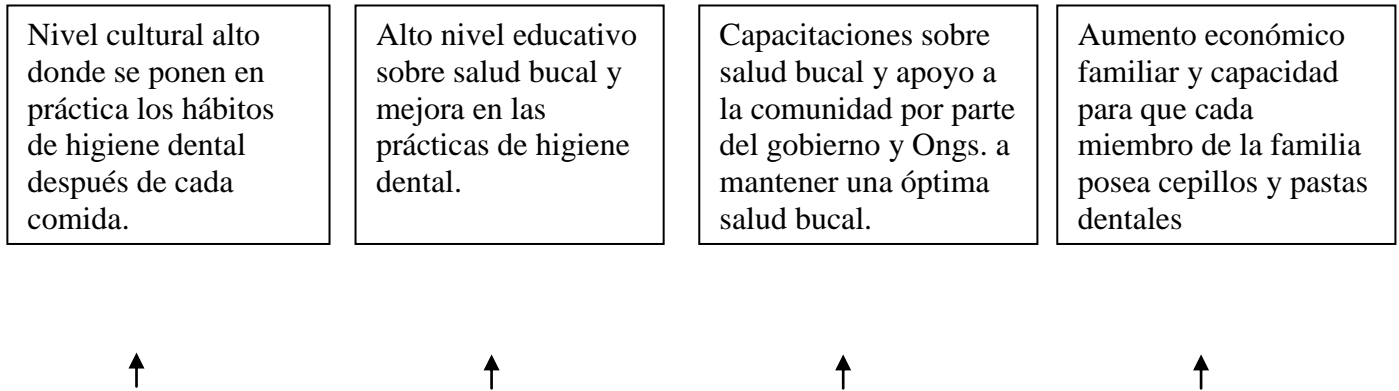 Nivel cultural alto
donde se ponen en
práctica los hábitos
de higiene dental
después de cada
comida.
Alto nivel educativo
sobre salud bucal y
mejora en las
prácticas de higiene
dental.
Capacitaciones sobre
salud bucal y apoyo a
la comunidad por parte
del gobierno y Ongs. a
mantener una óptima
salud bucal.
Aumento económico
familiar y capacidad
para que cada
miembro de la familia
posea cepillos y pastas
dentales